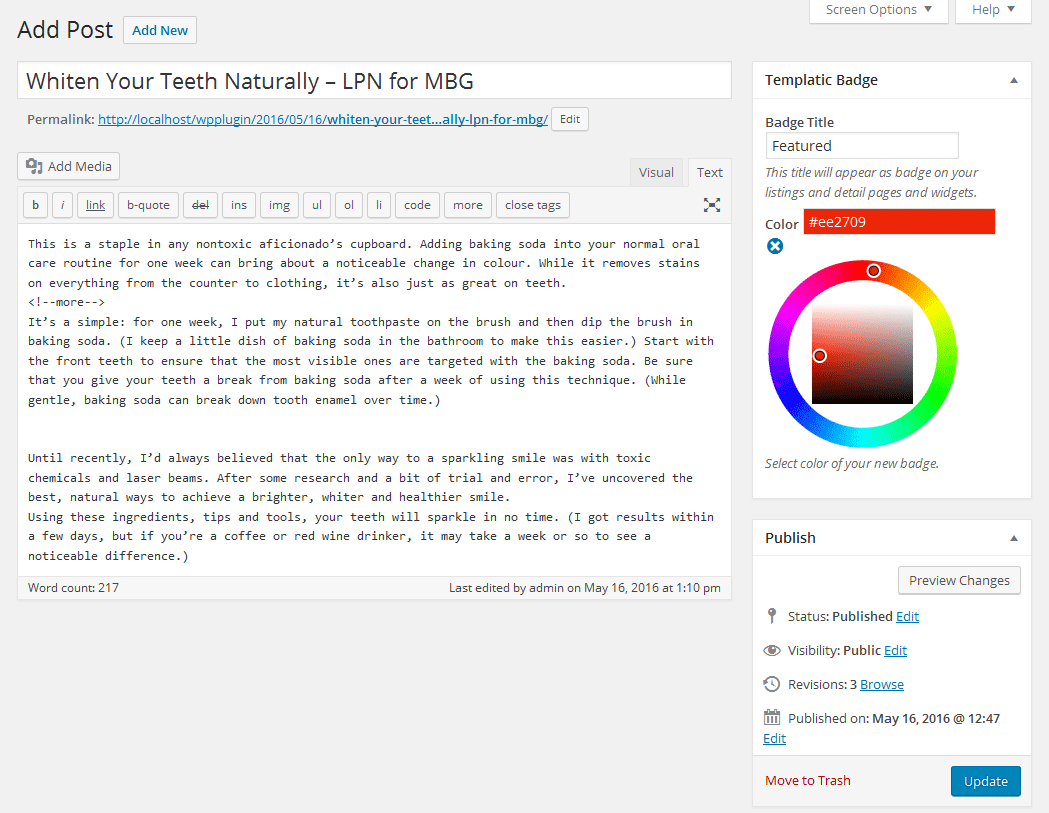 Screen Options
Help
Add Post
Add New
Whiten Your Teeth Naturally – LPN for MBG
Permalink: http://localhost/wpplugin/2016/05/16/whiten-your-teet...ally-lpn-for-mbg/ Edit
Add Media
Visual
Text
b
i
link
b-quote
del
ins
img
ul
ol
li
code
more
close tags
This is a staple in any nontoxic aficionado’s cupboard. Adding baking soda into your normal oral
care routine for one week can bring about a noticeable change in colour. While it removes stains
on everything from the counter to clothing, it’s also just as great on teeth.
<!--more-->
It’s a simple: for one week, I put my natural toothpaste on the brush and then dip the brush in
baking soda. (I keep a little dish of baking soda in the bathroom to make this easier.) Start with
the front teeth to ensure that the most visible ones are targeted with the baking soda. Be sure
that you give your teeth a break from baking soda after a week of using this technique. (While
gentle, baking soda can break down tooth enamel over time.)
Until recently, I’d always believed that the only way to a sparkling smile was with toxic
chemicals and laser beams. After some research and a bit of trial and error, I’ve uncovered the
best, natural ways to achieve a brighter, whiter and healthier smile.
Using these ingredients, tips and tools, your teeth will sparkle in no time. (I got results within
a few days, but if you’re a coffee or red wine drinker, it may take a week or so to see a
noticeable difference.)
Word count: 217
Last edited by admin on May 16, 2016 at 1:10 pm
Templatic Badge
Badge Title
Featured
This title will appear as badge on your
listings and detail pages and widgets.
Color
#ee2709
Select color of your new badge.
Publish
Preview Changes
Status: Published Edit
Visibility: Public Edit
Revisions: 3 Browse
Published on: May 16, 2016 @ 12:47
Edit
Move to Trash
Update